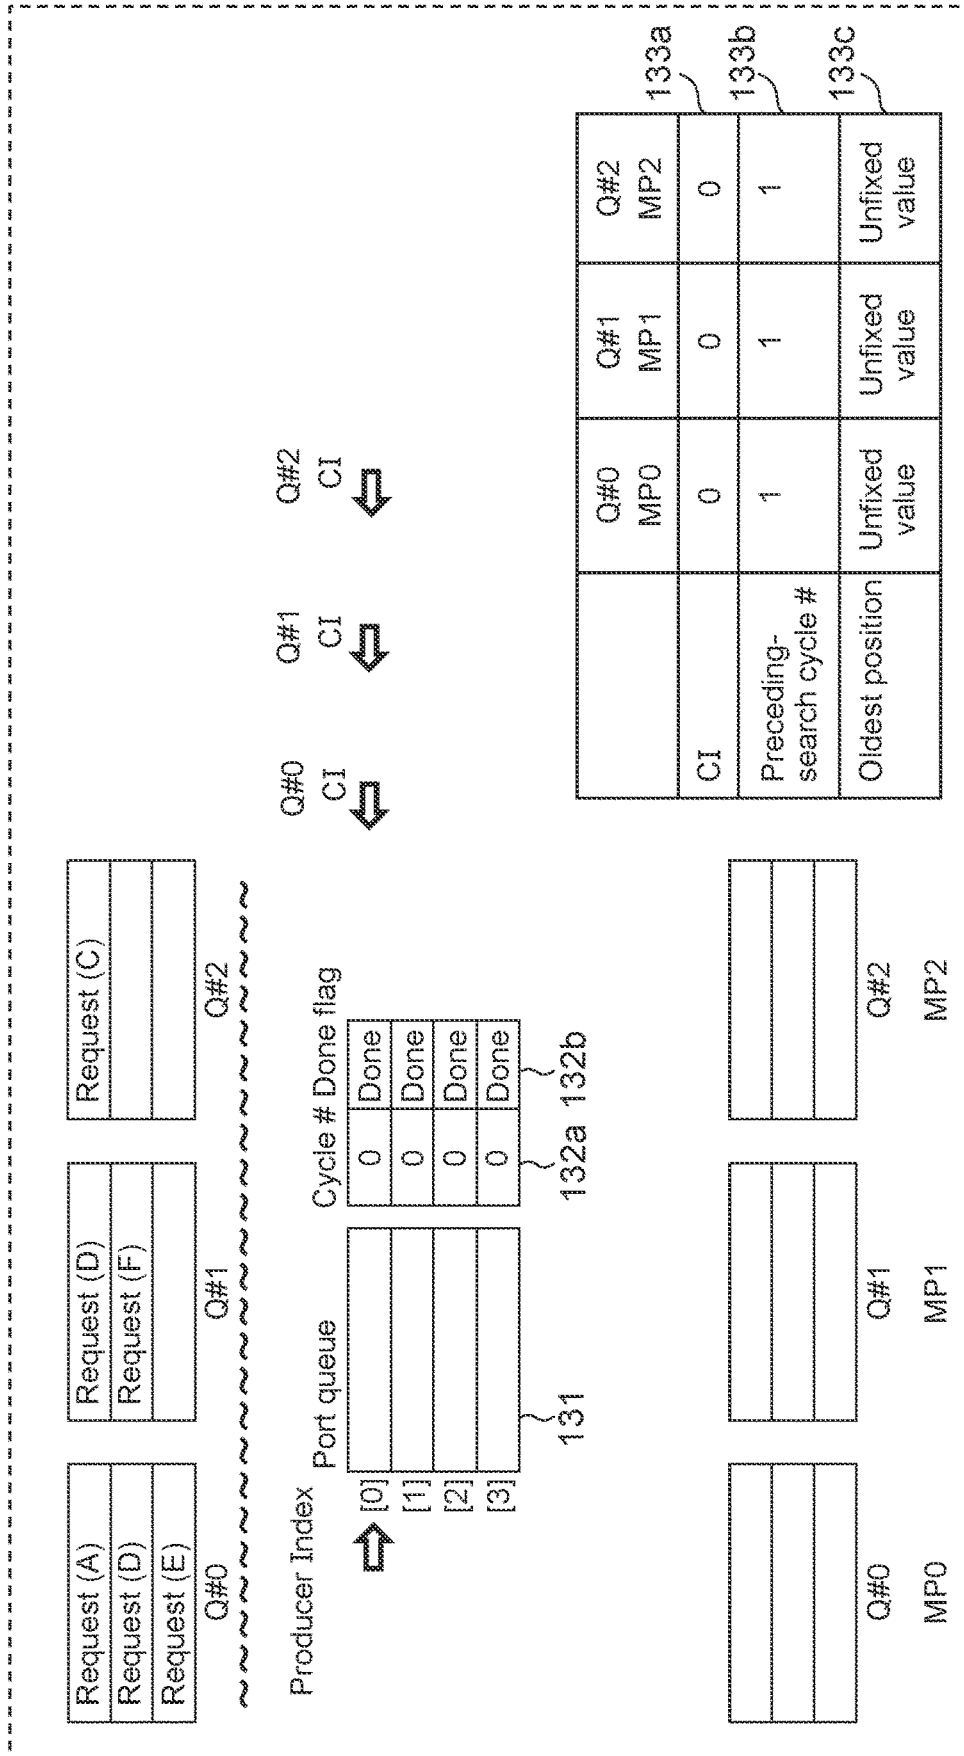 Request (A)
Request (D)
Request (E)
Q#0
Request (D)
Request (F)
Q#1
Request (C)
Q#2
Producer Index
Port queue
Cycle # Done flag
[0]
[1]
[2]
[3]
0 Done
0 Done
0 Done
0 Done
131
132a
132b
Q#0
CI
Q#1
CI
Q#2
CI
Q#0
MP0
Q#1
MP1
Q#2
MP2
Q#0 Q#1 Q#2
MP0 MP1 MP2
CI 0 0 0
Preceding-
search cycle # 1 1 1
Oldest position Unfixed Unfixed Unfixed
value value value
133a
133b
133c